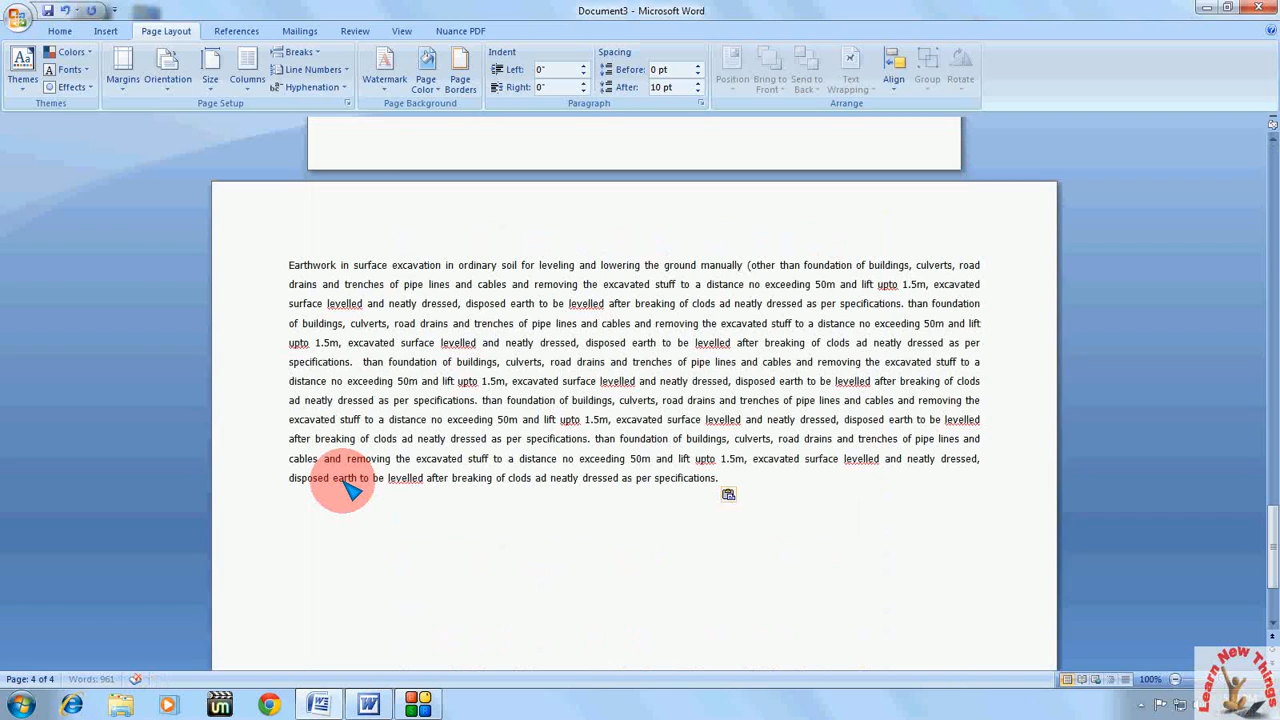 Document3 - Microsoft Word
Home Insert Page Layout References Mailings Review View Nuance PDF
Themes Colors Fonts Effects Margins Orientation Size Columns Breaks Line Numbers Hyphenation Watermark Page Color Page Borders Indent Left: 0" Right: 0" Spacing Before: 0 pt After: 10 pt Position Bring to Front Send to Back Text Wrapping Align Group Rotate
Themes Page Setup Page Background Paragraph Arrange
Earthwork in surface excavation in ordinary soil for leveling and lowering the ground manually (other than foundation of buildings, culverts, road
drains and trenches of pipe lines and cables and removing the excavated stuff to a distance no exceeding 50m and lift upto 1.5m, excavated
surface levelled and neatly dressed, disposed earth to be levelled after breaking of clods ad neatly dressed as per specifications. than foundation
of buildings, culverts, road drains and trenches of pipe lines and cables and removing the excavated stuff to a distance no exceeding 50m and lift
upto 1.5m, excavated surface levelled and neatly dressed, disposed earth to be levelled after breaking of clods ad neatly dressed as per
specifications. than foundation of buildings, culverts, road drains and trenches of pipe lines and cables and removing the excavated stuff to a
distance no exceeding 50m and lift upto 1.5m, excavated surface levelled and neatly dressed, disposed earth to be levelled after breaking of clods
ad neatly dressed as per specifications. than foundation of buildings, culverts, road drains and trenches of pipe lines and cables and removing the
excavated stuff to a distance no exceeding 50m and lift upto 1.5m, excavated surface levelled and neatly dressed, disposed earth to be levelled
after breaking of clods ad neatly dressed as per specifications. than foundation of buildings, culverts, road drains and trenches of pipe lines and
cables and removing the excavated stuff to a distance no exceeding 50m and lift upto 1.5m, excavated surface levelled and neatly dressed,
disposed earth to be levelled after breaking of clods ad neatly dressed as per specifications.
Page: 4 of 4 Words: 961 100%
Learn New Things